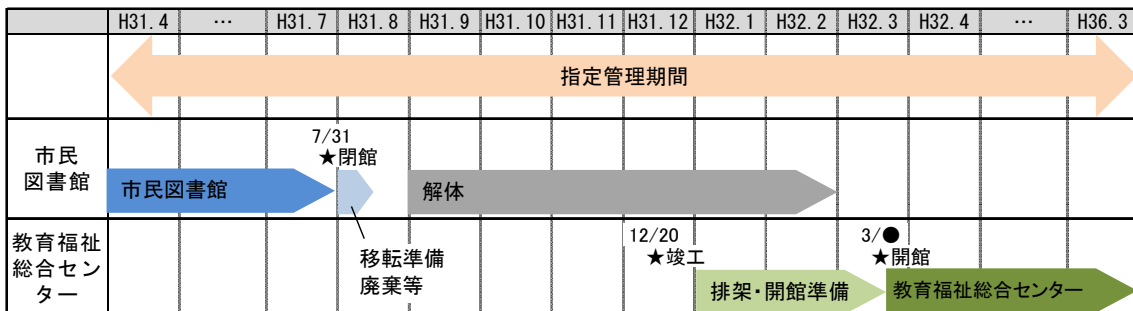 H31.4 … H31.7 H31.8 H31.9 H31.10 H31.11 H31.12 H32.1 H32.2 H32.3 H32.4 … H36.3
指定管理期間
市民
図書館
7/31
★閉館
市民図書館
解体
移転準備
廃棄等
教育福祉
総合セン
ター
12/20
★竣工
3/●
★開館
排架・開館準備
教育福祉総合センター